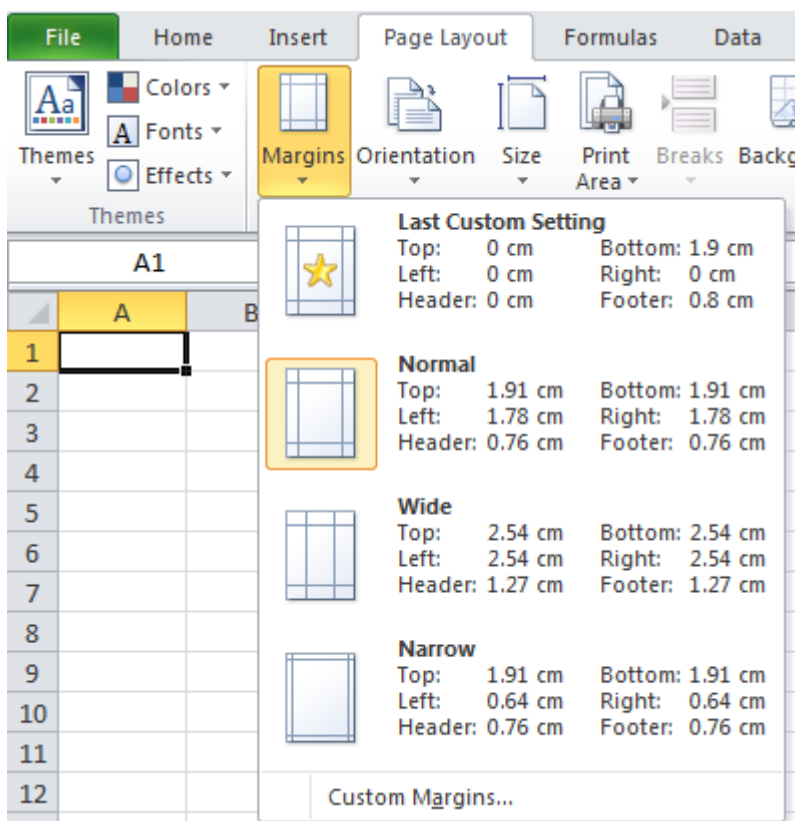 File Home Insert Page Layout Formulas Data
Aa Colors
A Fonts
Effects
Themes Margins Orientation Size Print Area Breaks
Themes
A1
A B
1
2
3
4
5
6
7
8
9
10
11
12
Last Custom Setting
Top: 0 cm Bottom: 1.9 cm
Left: 0 cm Right: 0 cm
Header: 0 cm Footer: 0.8 cm
Normal
Top: 1.91 cm Bottom: 1.91 cm
Left: 1.78 cm Right: 1.78 cm
Header: 0.76 cm Footer: 0.76 cm
Wide
Top: 2.54 cm Bottom: 2.54 cm
Left: 2.54 cm Right: 2.54 cm
Header: 1.27 cm Footer: 1.27 cm
Narrow
Top: 1.91 cm Bottom: 1.91 cm
Left: 0.64 cm Right: 0.64 cm
Header: 0.76 cm Footer: 0.76 cm
Custom Margins...